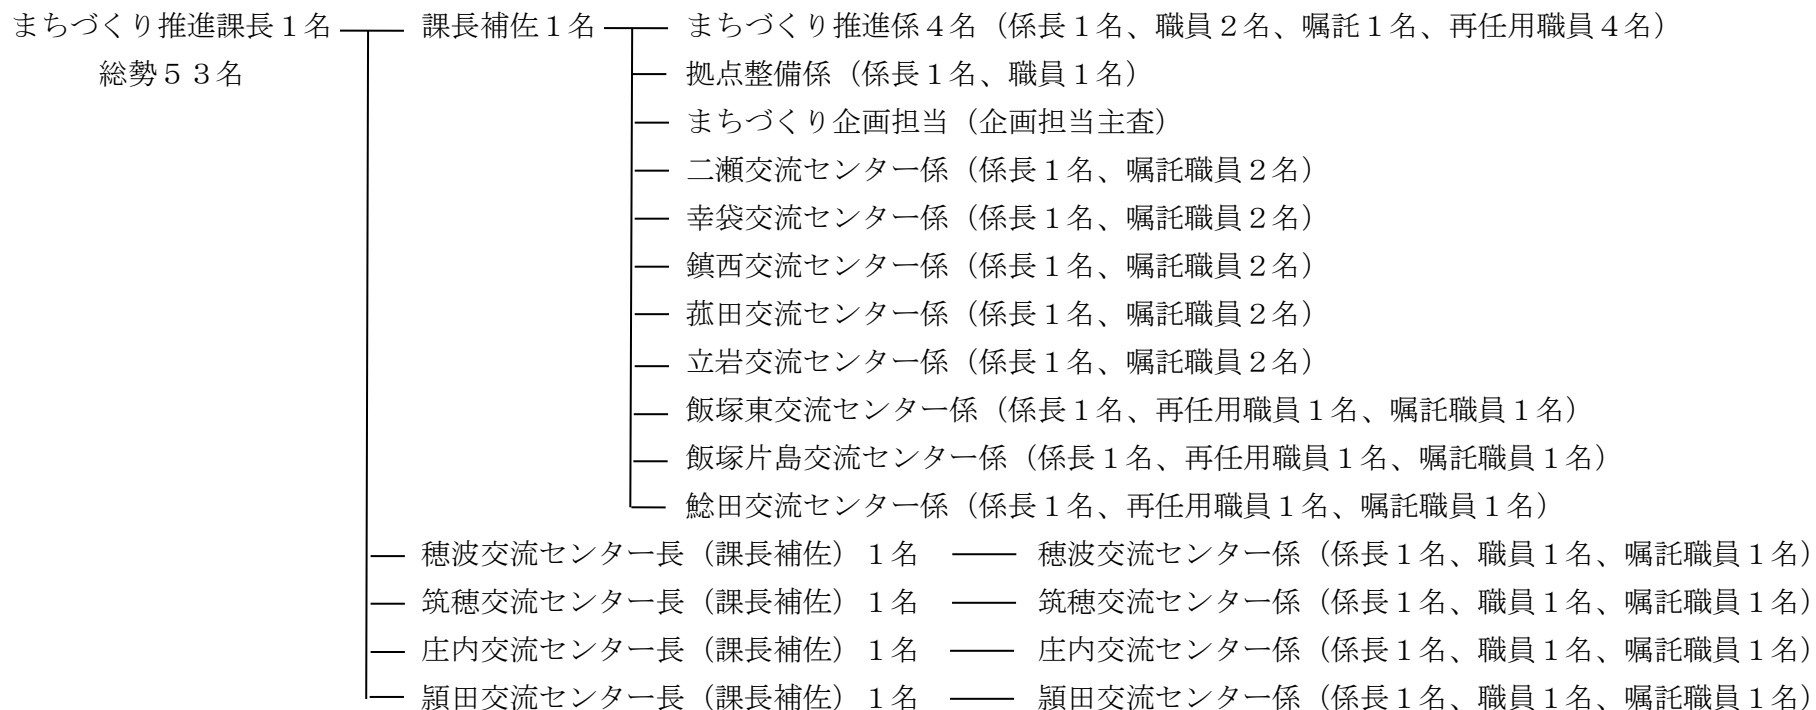 まちづくり推進課長１名 課長補佐１名 まちづくり推進係４名（係長１名、職員２名、嘱託１名、再任用職員４名）
総勢５３名 拠点整備係（係長１名、職員１名）
まちづくり企画担当（企画担当主査）
二瀬交流センター係（係長１名、嘱託職員２名）
幸袋交流センター係（係長１名、嘱託職員２名）
鎮西交流センター係（係長１名、嘱託職員２名）
菰田交流センター係（係長１名、嘱託職員２名）
立岩交流センター係（係長１名、嘱託職員２名）
飯塚東交流センター係（係長１名、再任用職員１名、嘱託職員１名）
飯塚片島交流センター係（係長１名、再任用職員１名、嘱託職員１名）
鯰田交流センター係（係長１名、再任用職員１名、嘱託職員１名）
穂波交流センター長（課長補佐）１名 穂波交流センター係（係長１名、職員１名、嘱託職員１名）
筑穂交流センター長（課長補佐）１名 筑穂交流センター係（係長１名、職員１名、嘱託職員１名）
庄内交流センター長（課長補佐）１名 庄内交流センター係（係長１名、職員１名、嘱託職員１名）
頴田交流センター長（課長補佐）１名 頴田交流センター係（係長１名、職員１名、嘱託職員１名）